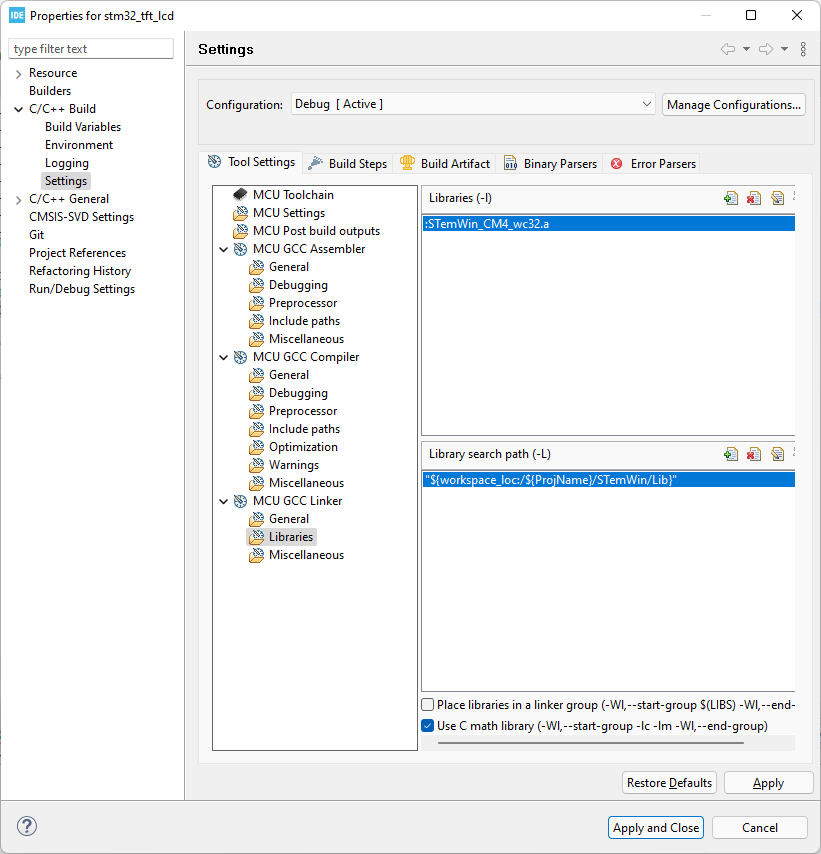 IDE Properties for stm32_tft_lcd
type filter text
Resource
Builders
C/C++ Build
Build Variables
Environment
Logging
Settings
C/C++ General
CMSIS-SVD Settings
Git
Project References
Refactoring History
Run/Debug Settings
Settings
Configuration: Debug [ Active ] Manage Configurations...
Tool Settings Build Steps Build Artifact Binary Parsers Error Parsers
MCU Toolchain
MCU Settings
MCU Post build outputs
MCU GCC Assembler
General
Debugging
Preprocessor
Include paths
Miscellaneous
MCU GCC Compiler
General
Debugging
Preprocessor
Include paths
Optimization
Warnings
Miscellaneous
MCU GCC Linker
General
Libraries
Miscellaneous
Libraries (-l)
:STemWin_CM4_wc32.a
Library search path (-L)
"${workspace_loc:/${ProjName}/STemWin/Lib}"
Place libraries in a linker group (-Wl,--start-group $(LIBS) -Wl,--end-
Use C math library (-Wl,--start-group -lc -lm -Wl,--end-group)
Restore Defaults Apply
? Apply and Close Cancel